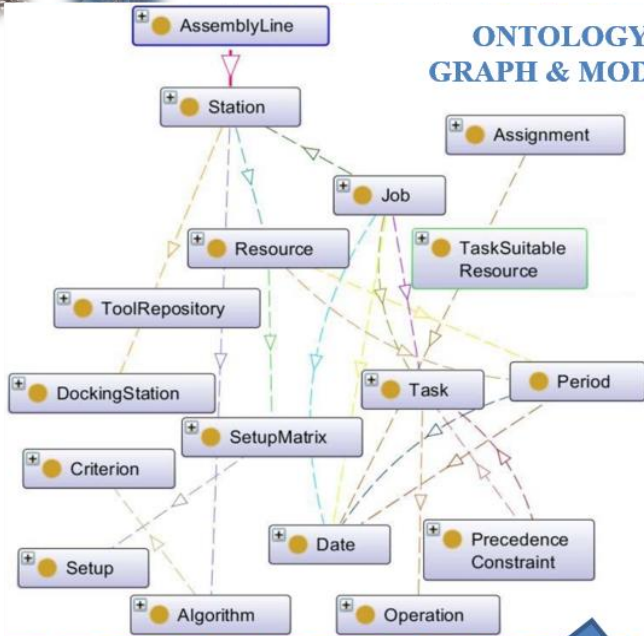 ONTOLOGY
GRAPH & MOD
AssemblyLine
Station
Assignment
Job
Resource
TaskSuitable
Resource
ToolRepository
DockingStation
Task
Period
SetupMatrix
Criterion
Date
Precedence
Constraint
Setup
Algorithm
Operation